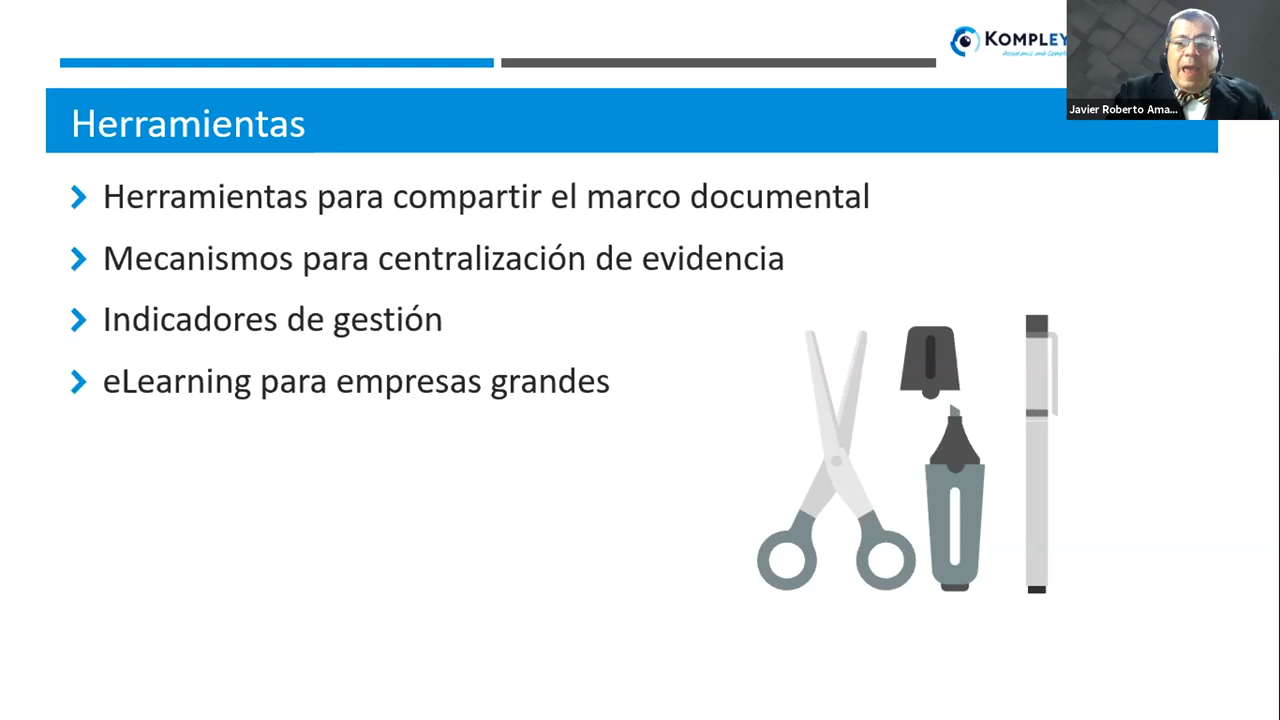 KOMPLEY
Javier Roberto Ama...
Herramientas
Herramientas para compartir el marco documental
Mecanismos para centralización de evidencia
Indicadores de gestión
eLearning para empresas grandes